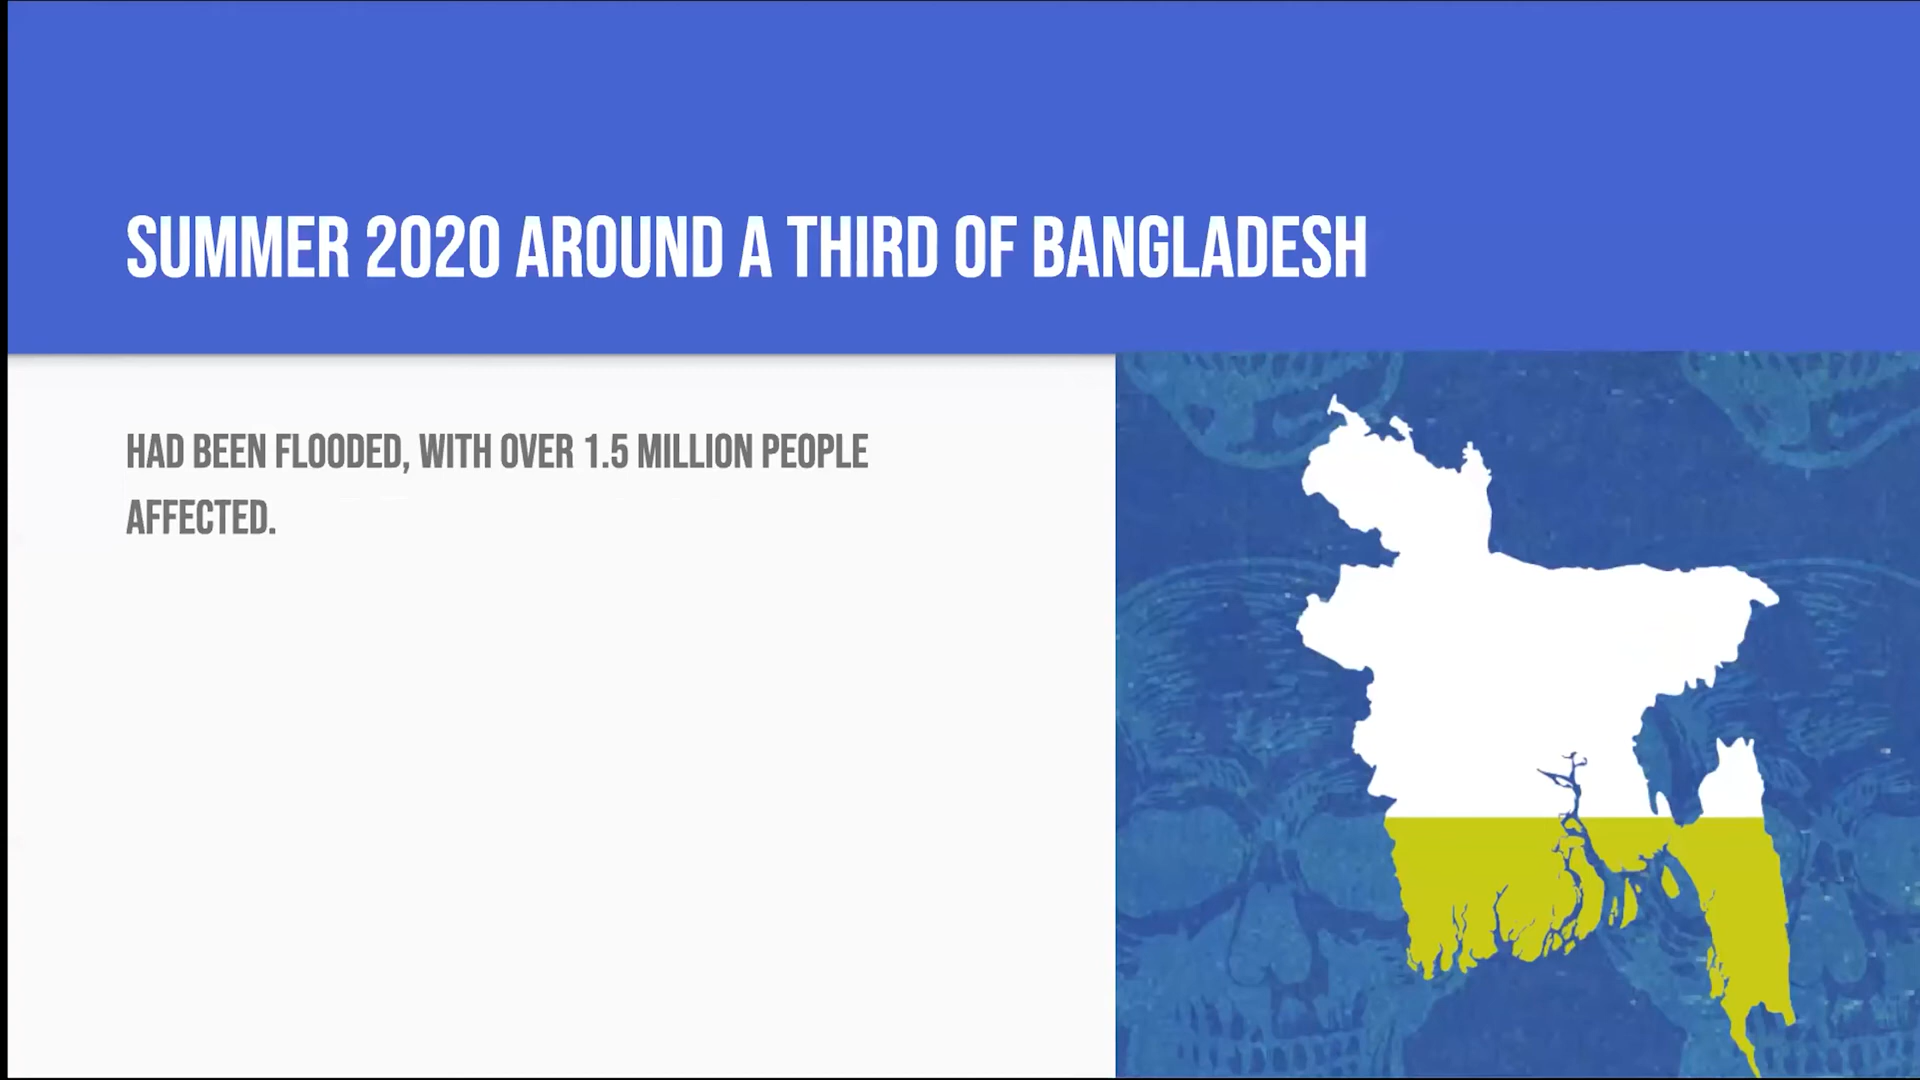 SUMMER 2020 AROUND A THIRD OF BANGLADESH
HAD BEEN FLOODED, WITH OVER 1.5 MILLION PEOPLE
AFFECTED.